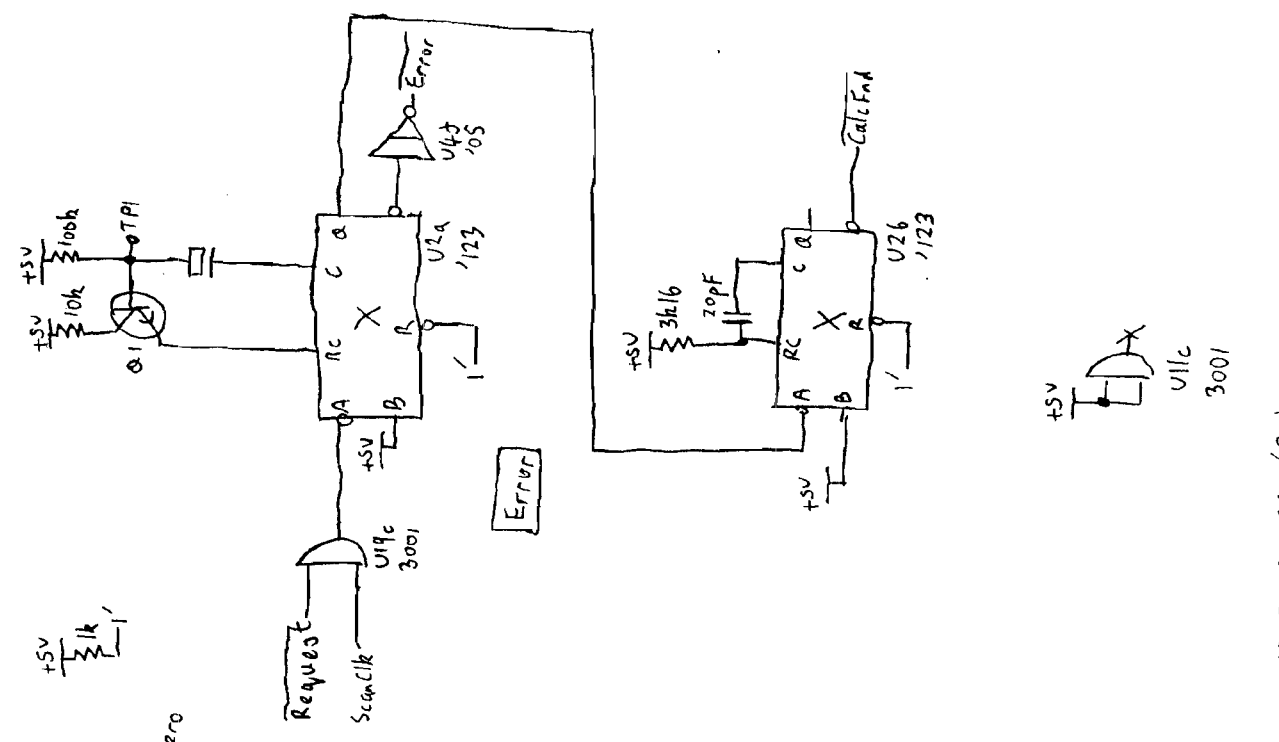 +5V
1k
1'
Request
ScanClk
U19c
3001
+5V
10k
+5V
100k
TP1
Q1
A
B
RC
C
Q
R
X
+5V
1'
U2a
'123
U4f
'05
Error
Error
+5V
3k16
20pF
+5V
A
B
RC
C
Q
R
X
1'
U2b
'123
CalcEnd
+5V
U11c
3001
X